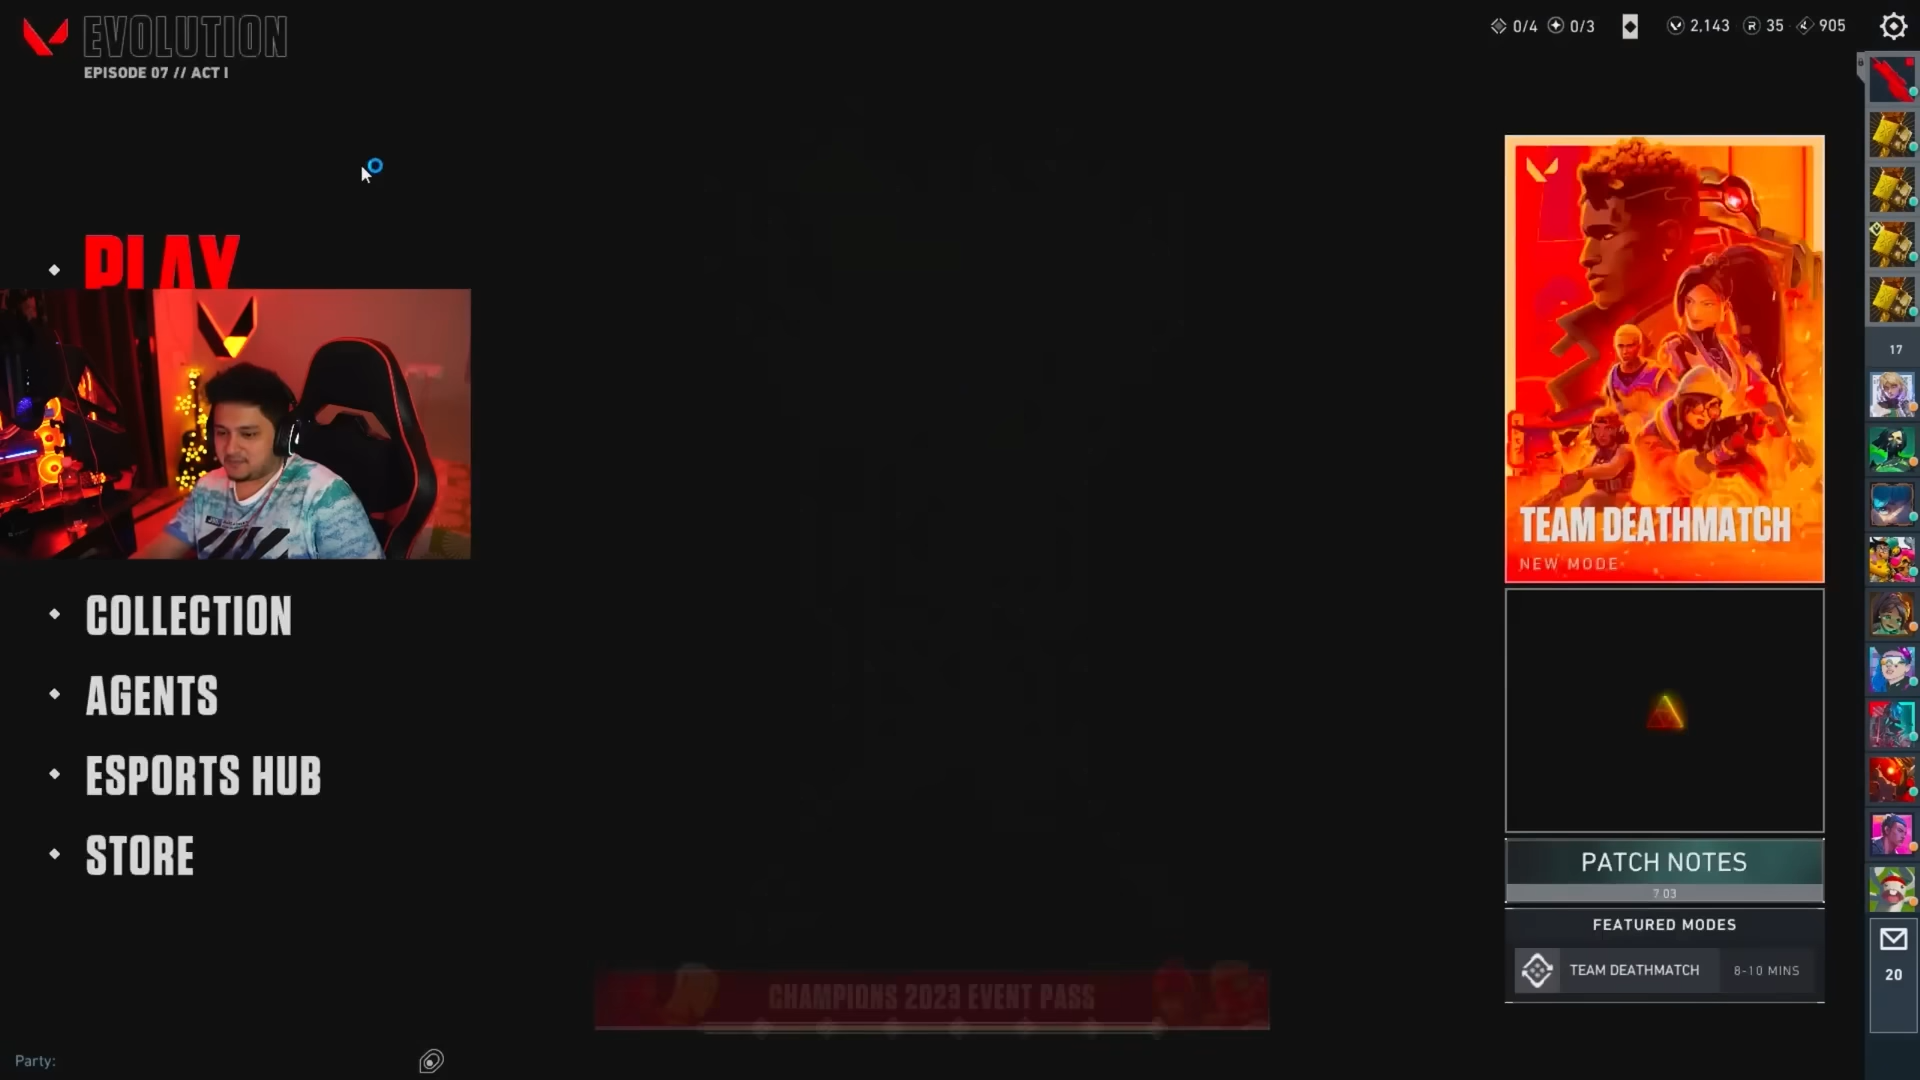 EVOLUTION
EPISODE 07 // ACT I
0/4
0/3
2,143
35
905
PLAY
COLLECTION
AGENTS
ESPORTS HUB
STORE
TEAM DEATHMATCH
NEW MODE
PATCH NOTES
7.03
FEATURED MODES
TEAM DEATHMATCH
8-10 MINS
CHAMPIONS 2023 EVENT PASS
17
20
Party: